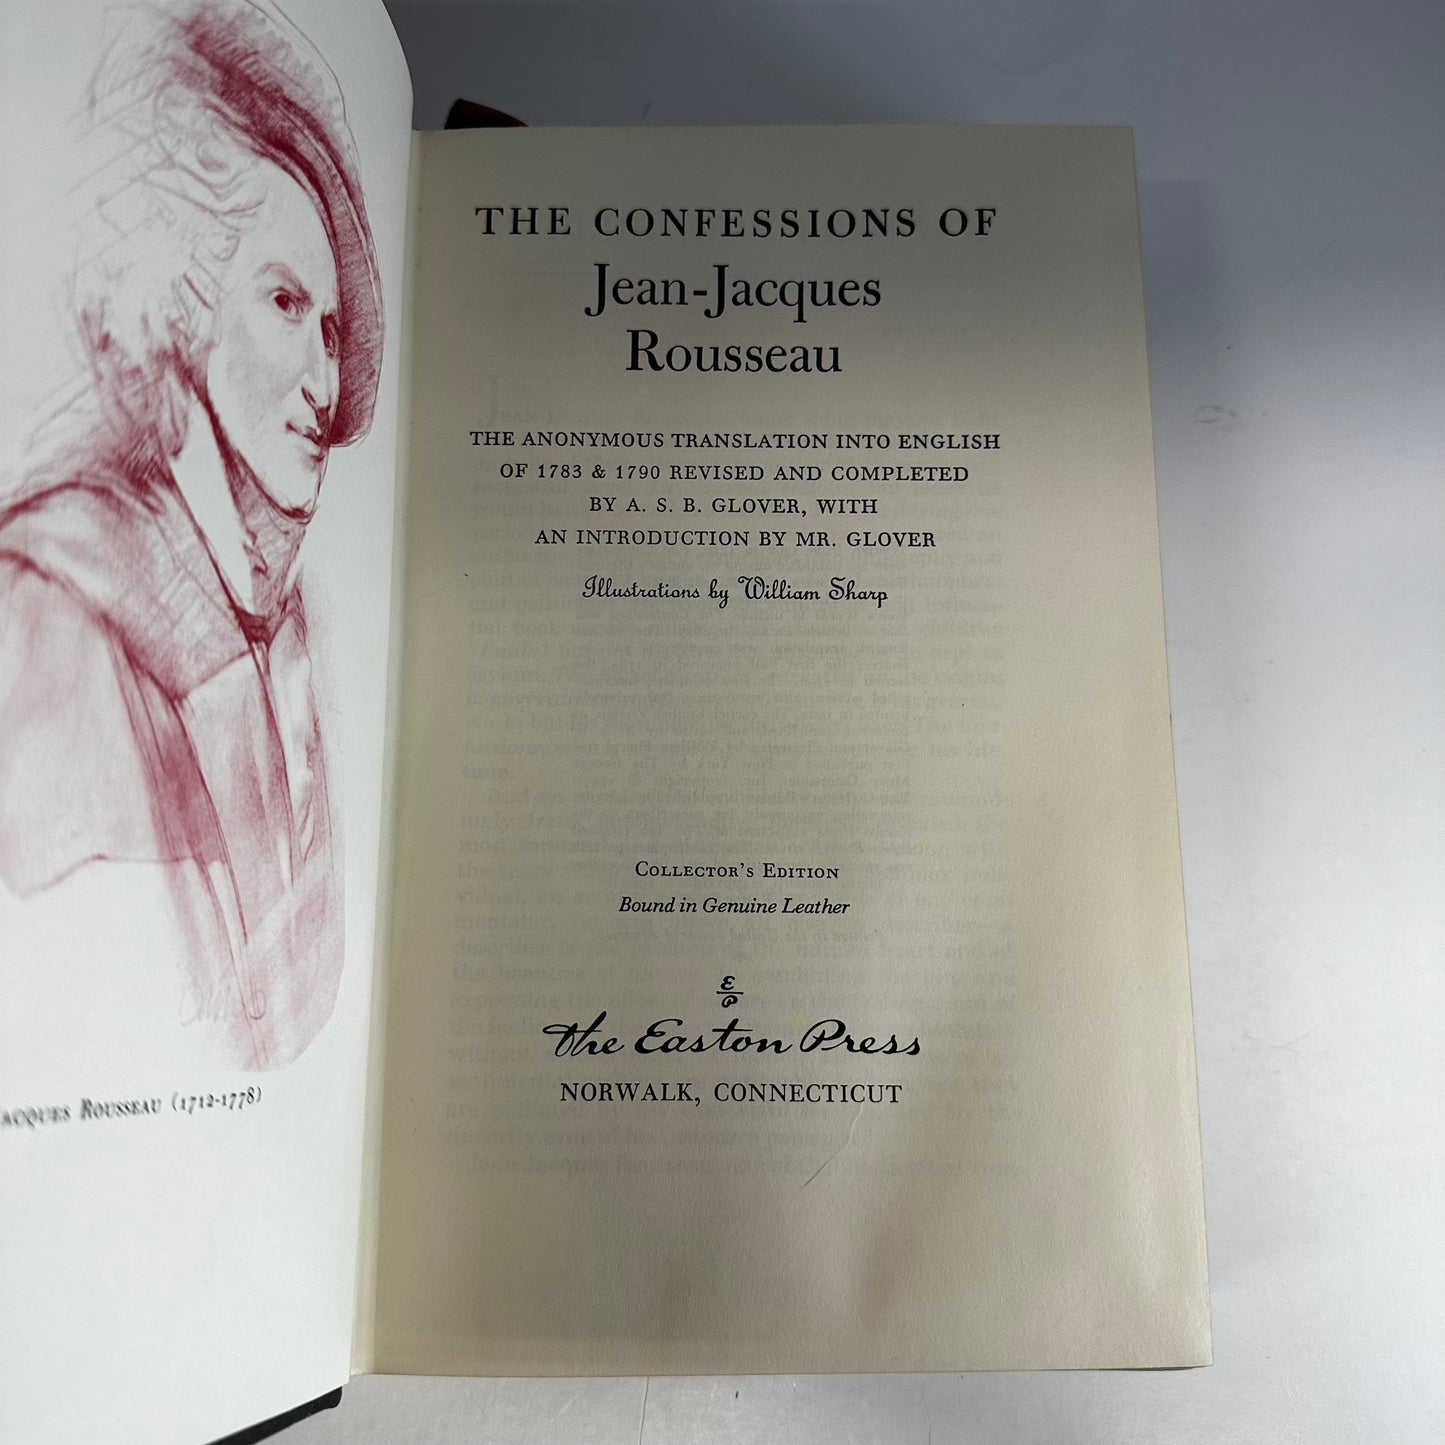 ACQUES ROUSSEAU (1712-1778)
THE CONFESSIONS OF
Jean-Jacques
Rousseau
THE ANONYMOUS TRANSLATION INTO ENGLISH
OF 1783 & 1790 REVISED AND COMPLETED
BY A. S. B. GLOVER, WITH
AN INTRODUCTION BY MR. GLOVER
Illustrations by William Sharp
COLLECTOR'S EDITION
Bound in Genuine Leather
EP
The Easton Press
NORWALK, CONNECTICUT